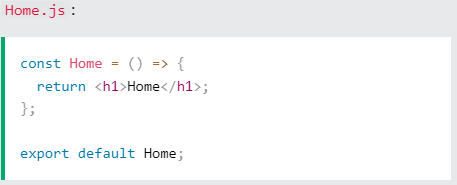 Home.js :
const Home = () => {
  return <h1>Home</h1>;
};

export default Home;